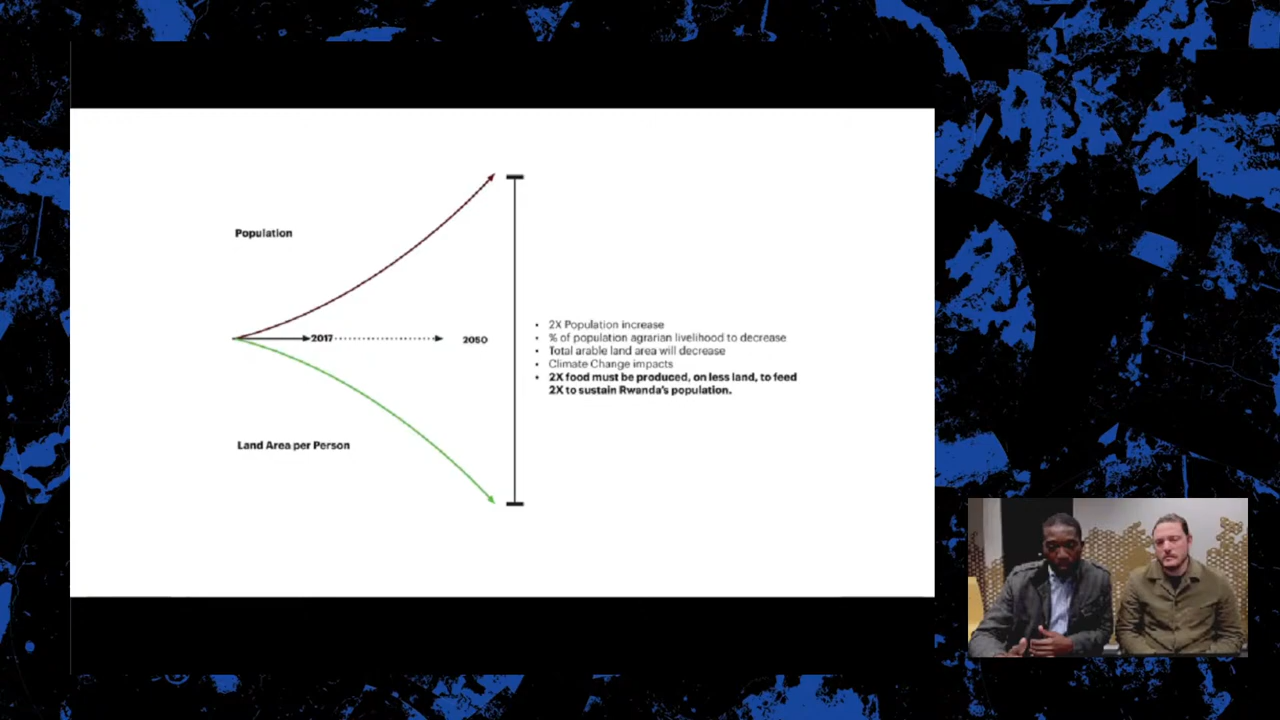 Population
2017
2050
• 2X Population increase
• % of population agrarian livelihood to decrease
• Total arable land area will decrease
• Climate Change impacts
• 2X food must be produced, on less land, to feed
2X to sustain Rwanda's population.
Land Area per Person